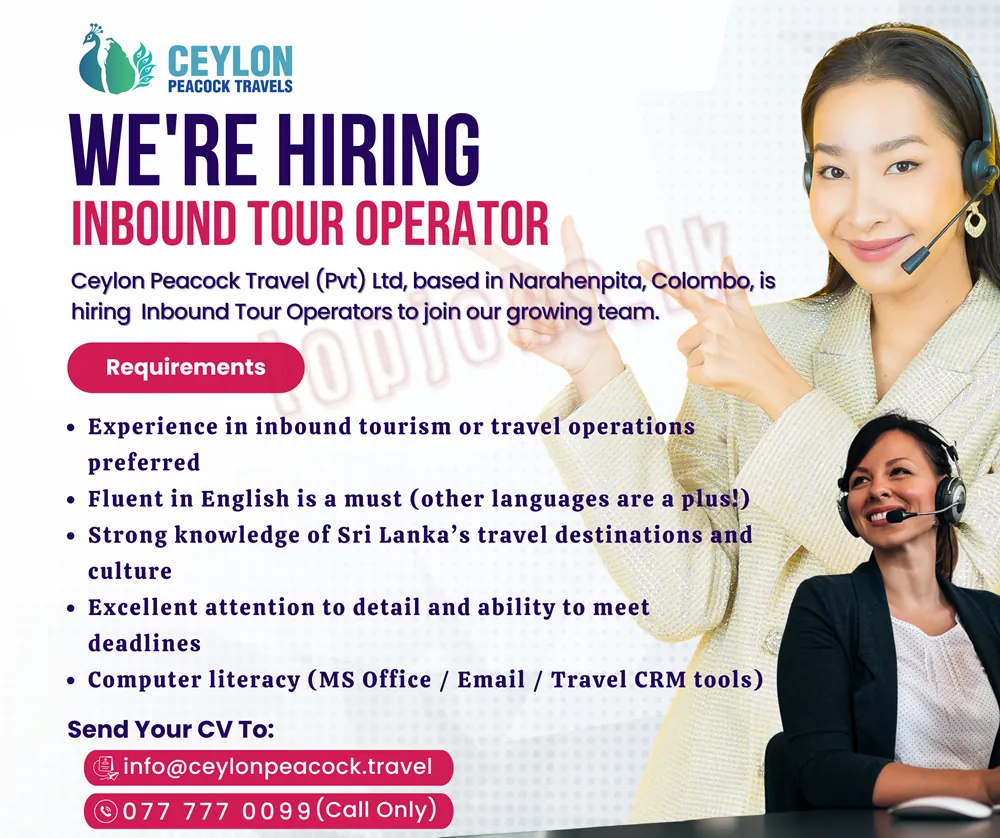 CEYLON
PEACOCK TRAVELS
WE'RE HIRING
INBOUND TOUR OPERATOR
Ceylon Peacock Travel (Pvt) Ltd, based in Narahenpita, Colombo, is
hiring Inbound Tour Operators to join our growing team.
topjobs.lk
Requirements
• Experience in inbound tourism or travel operations
preferred
• Fluent in English is a must (other languages are a plus!)
• Strong knowledge of Sri Lanka’s travel destinations and
culture
• Excellent attention to detail and ability to meet
deadlines
• Computer literacy (MS Office / Email / Travel CRM tools)
Send Your CV To:
info@ceylonpeacock.travel
077 777 0099 (Call Only)